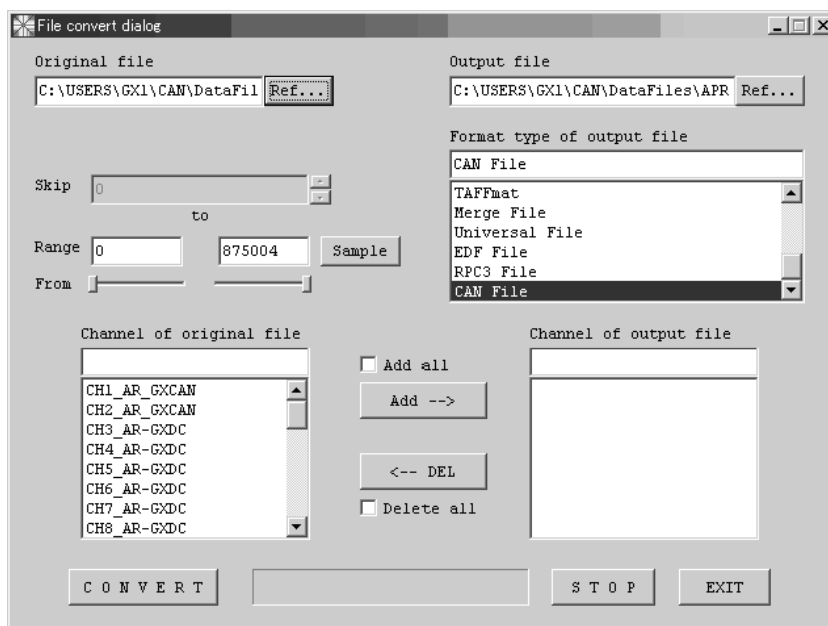 File convert dialog
Original file
C:\USERS\GX1\CAN\DataFil
Ref...
Output file
C:\USERS\GX1\CAN\DataFiles\APR
Ref...
Format type of output file
CAN File
TAFFmat
Merge File
Universal File
EDF File
RPC3 File
CAN File
Skip
0
to
Range
0
875004
Sample
From
Channel of original file
CH1_AR_GXCAN
CH2_AR_GXCAN
CH3_AR-GXDC
CH4_AR-GXDC
CH5_AR-GXDC
CH6_AR-GXDC
CH7_AR-GXDC
CH8_AR-GXDC
Add all
Add -->
<-- DEL
Delete all
Channel of output file
C O N V E R T
S T O P
EXIT